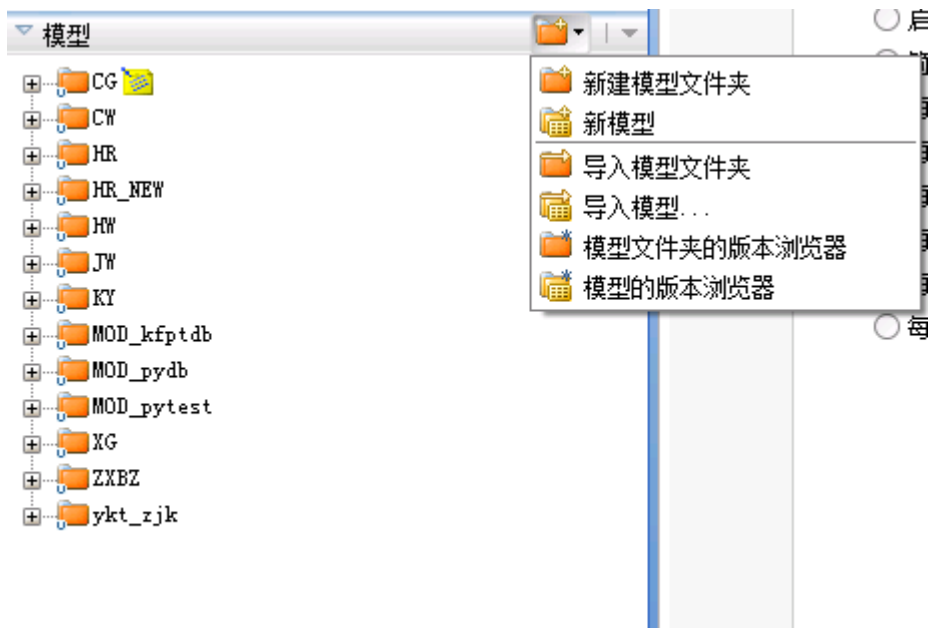 模型
CG
CW
HR
HR_NEW
HW
JW
KY
MOD_kfptdb
MOD_pydb
MOD_pytest
XG
ZXBZ
ykt_zjk
新建模型文件夹
新模型
导入模型文件夹
导入模型...
模型文件夹的版本浏览器
模型的版本浏览器
启
每